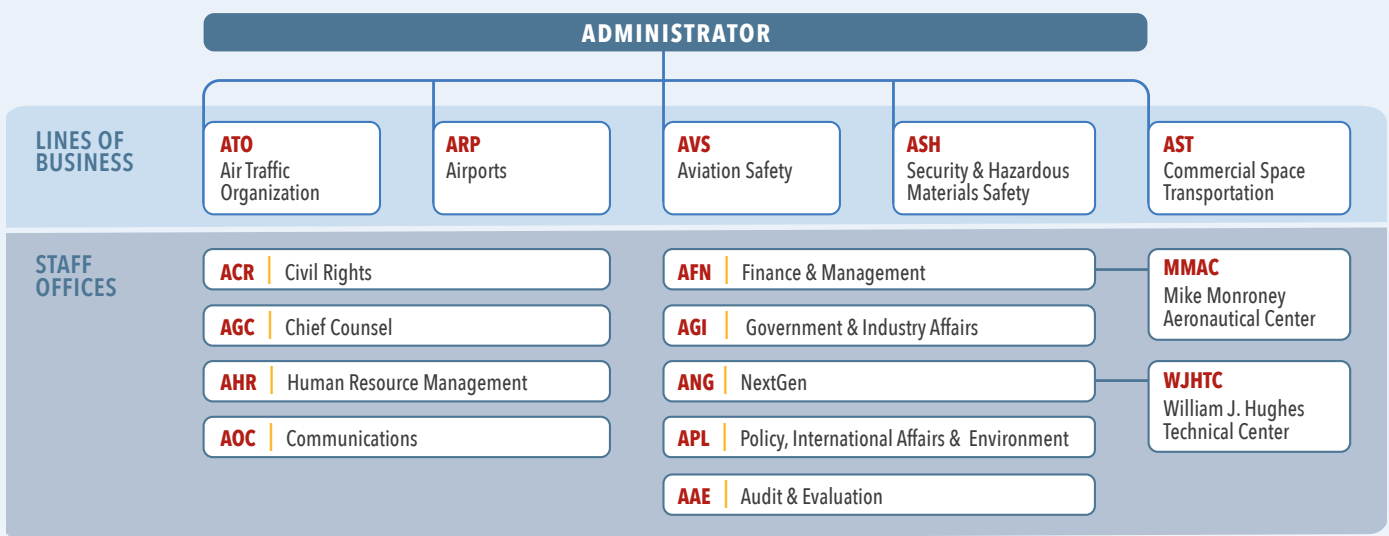 ADMINISTRATOR
LINES OF
BUSINESS
ATO
Air Traffic
Organization
ARP
Airports
AVS
Aviation Safety
ASH
Security & Hazardous
Materials Safety
AST
Commercial Space
Transportation
STAFF
OFFICES
ACR Civil Rights
AGC Chief Counsel
AHR Human Resource Management
AOC Communications
AFN Finance & Management
AGI Government & Industry Affairs
ANG NextGen
APL Policy, International Affairs & Environment
AAE Audit & Evaluation
MMAC
Mike Monroney
Aeronautical Center
WJHTC
William J. Hughes
Technical Center